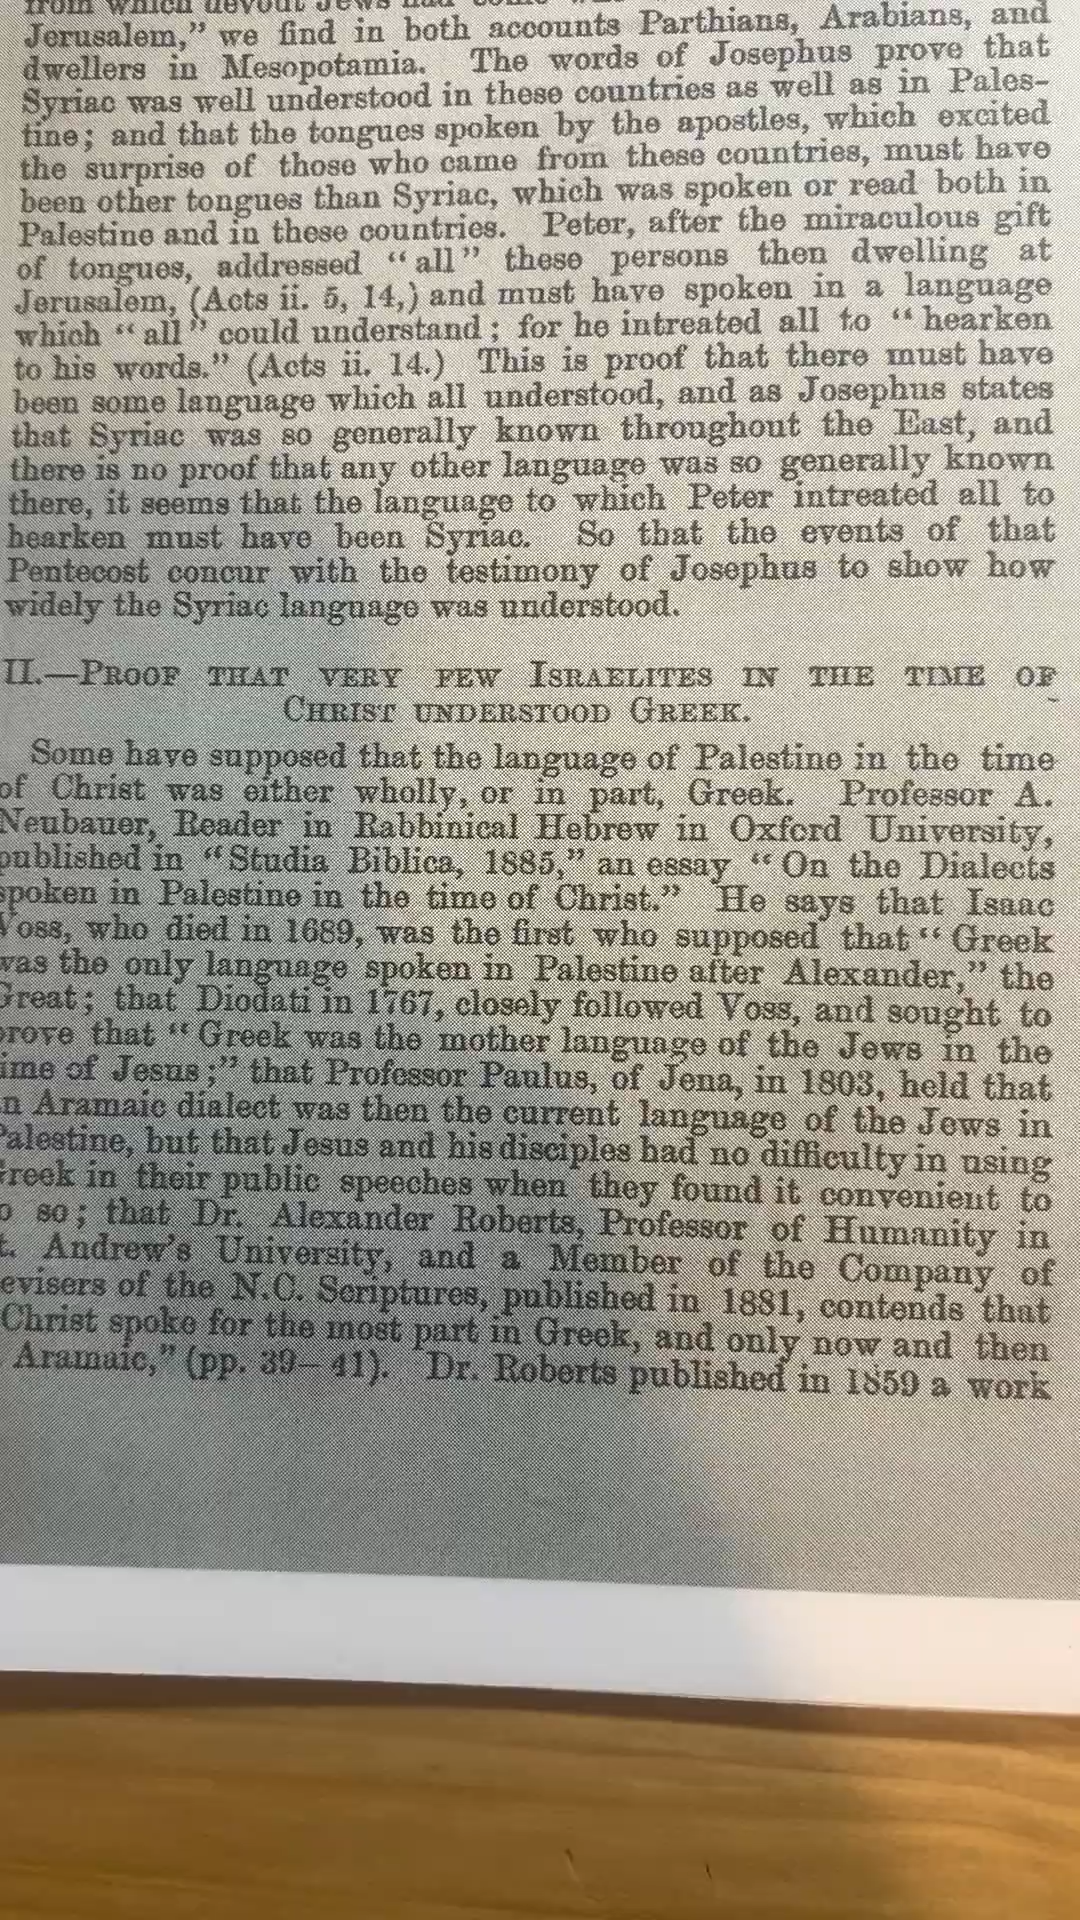 from which devout Jews had come
Jerusalem,” we find in both accounts Parthians, Arabians, and
dwellers in Mesopotamia. The words of Josephus prove that
Syriac was well understood in these countries as well as in Pales-
tine; and that the tongues spoken by the apostles, which excited
the surprise of those who came from these countries, must have
been other tongues than Syriac, which was spoken or read both in
Palestine and in these countries. Peter, after the miraculous gift
of tongues, addressed “all” these persons then dwelling at
Jerusalem, (Acts ii. 5, 14,) and must have spoken in a language
which “all” could understand; for he intreated all to “hearken
to his words.” (Acts ii. 14.) This is proof that there must have
been some language which all understood, and as Josephus states
that Syriac was so generally known throughout the East, and
there is no proof that any other language was so generally known
there, it seems that the language to which Peter intreated all to
hearken must have been Syriac. So that the events of that
Pentecost concur with the testimony of Josephus to show how
widely the Syriac language was understood.
II.—PROOF THAT VERY FEW ISRAELITES IN THE TIME OF
CHRIST UNDERSTOOD GREEK.
Some have supposed that the language of Palestine in the time
of Christ was either wholly, or in part, Greek. Professor A.
Neubauer, Reader in Rabbinical Hebrew in Oxford University,
published in “Studia Biblica, 1885,” an essay “On the Dialects
spoken in Palestine in the time of Christ.” He says that Isaac
Voss, who died in 1689, was the first who supposed that “Greek
was the only language spoken in Palestine after Alexander,” the
Great; that Diodati in 1767, closely followed Voss, and sought to
prove that “Greek was the mother language of the Jews in the
ime of Jesus;” that Professor Paulus, of Jena, in 1803, held that
n Aramaic dialect was then the current language of the Jews in
Palestine, but that Jesus and his disciples had no difficulty in using
Greek in their public speeches when they found it convenient to
o so; that Dr. Alexander Roberts, Professor of Humanity in
t. Andrew's University, and a Member of the Company of
evisers of the N.C. Scriptures, published in 1881, contends that
Christ spoke for the most part in Greek, and only now and then
Aramaic,” (pp. 39–41). Dr. Roberts published in 1859 a work